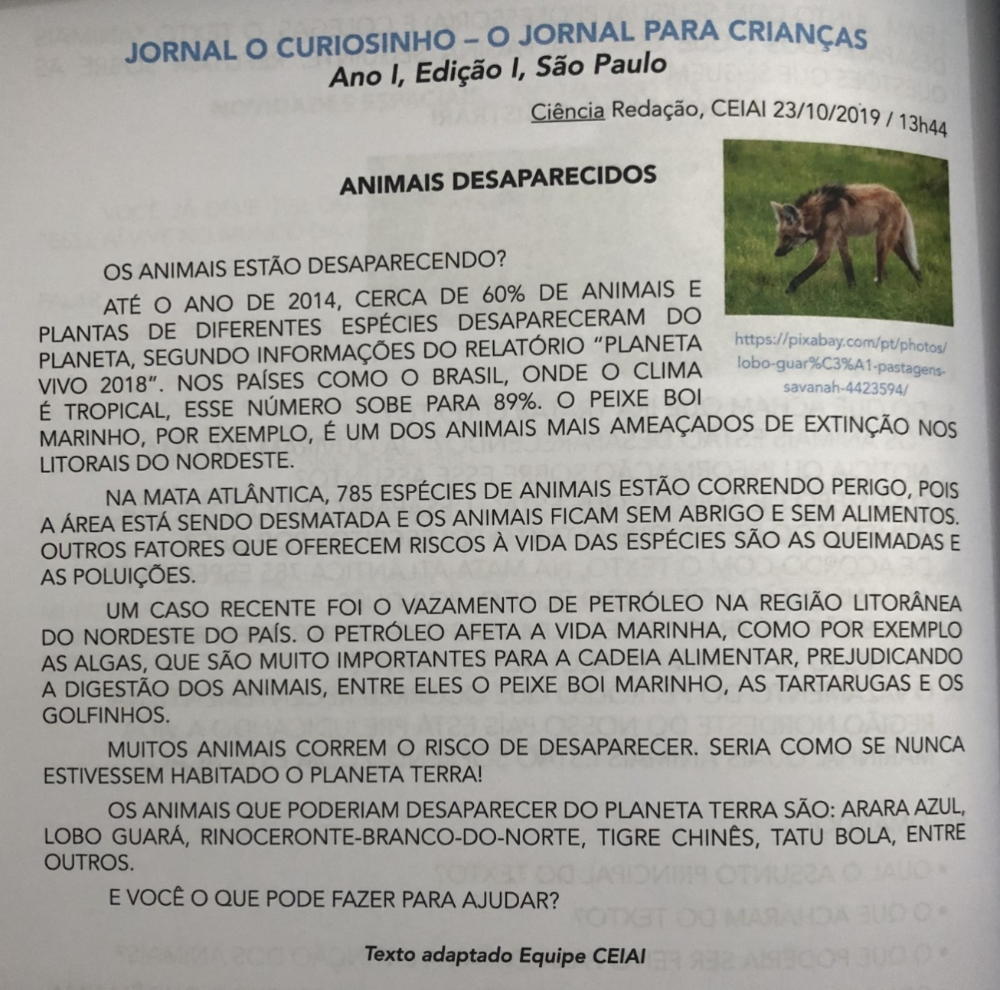 JORNAL O CURIOSINHO – O JORNAL PARA CRIANÇAS
Ano I, Edição I, São Paulo
Ciência Redação, CEIAI 23/10/2019 / 13h44
ANIMAIS DESAPARECIDOS
https://pixabay.com/pt/photos/
lobo-guar%C3%A1-pastagens-
savanah-4423594/
OS ANIMAIS ESTÃO DESAPARECENDO?
ATÉ O ANO DE 2014, CERCA DE 60% DE ANIMAIS E
PLANTAS DE DIFERENTES ESPÉCIES DESAPARECERAM DO
PLANETA, SEGUNDO INFORMAÇÕES DO RELATÓRIO "PLANETA
VIVO 2018". NOS PAÍSES COMO O BRASIL, ONDE O CLIMA
É TROPICAL, ESSE NÚMERO SOBE PARA 89%. O PEIXE BOI
MARINHO, POR EXEMPLO, É UM DOS ANIMAIS MAIS AMEAÇADOS DE EXTINÇÃO NOS
LITORAIS DO NORDESTE.
NA MATA ATLÂNTICA, 785 ESPÉCIES DE ANIMAIS ESTÃO CORRENDO PERIGO, POIS
A ÁREA ESTÁ SENDO DESMATADA E OS ANIMAIS FICAM SEM ABRIGO E SEM ALIMENTOS.
OUTROS FATORES QUE OFERECEM RISCOS À VIDA DAS ESPÉCIES SÃO AS QUEIMADAS E
AS POLUIÇÕES.
UM CASO RECENTE FOI O VAZAMENTO DE PETRÓLEO NA REGIÃO LITORÂNEA
DO NORDESTE DO PAÍS. O PETRÓLEO AFETA A VIDA MARINHA, COMO POR EXEMPLO
AS ALGAS, QUE SÃO MUITO IMPORTANTES PARA A CADEIA ALIMENTAR, PREJUDICANDO
A DIGESTÃO DOS ANIMAIS, ENTRE ELES O PEIXE BOI MARINHO, AS TARTARUGAS E OS
GOLFINHOS.
MUITOS ANIMAIS CORREM O RISCO DE DESAPARECER. SERIA COMO SE NUNCA
ESTIVESSEM HABITADO O PLANETA TERRA!
OS ANIMAIS QUE PODERIAM DESAPARECER DO PLANETA TERRA SÃO: ARARA AZUL,
LOBO GUARÁ, RINOCERONTE-BRANCO-DO-NORTE, TIGRE CHINÊS, TATU BOLA, ENTRE
OUTROS.
E VOCÊ O QUE PODE FAZER PARA AJUDAR?
Texto adaptado Equipe CEIAI